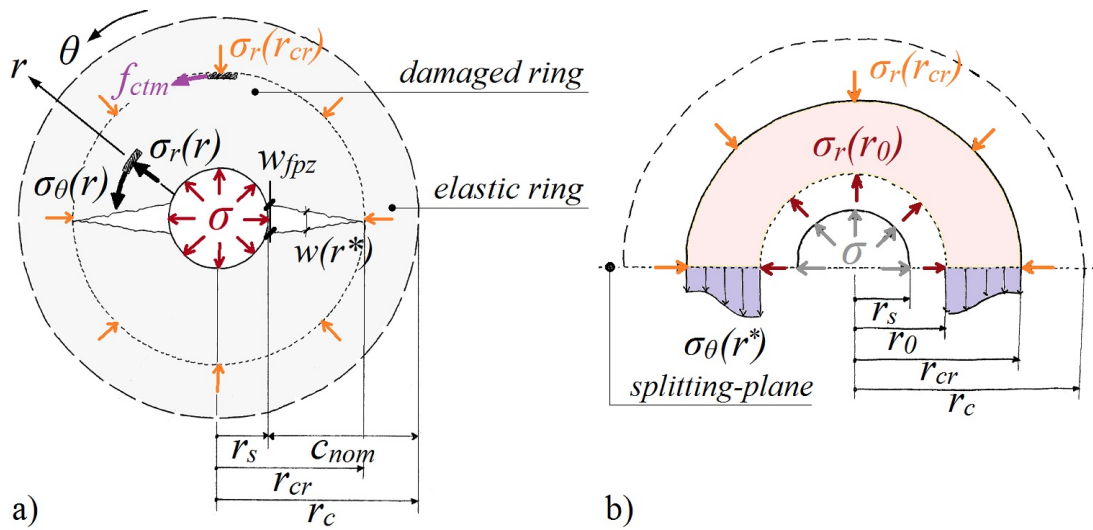 θ
r
σr(rcr)
fctm
damaged ring
σr(r)
wfpz
σθ(r)
elastic ring
σ
w(r*)
rs
cnom
rcr
rc
a)
σr(rcr)
σr(r0)
σ
rs
σθ(r*)
r0
splitting-plane
rcr
rc
b)